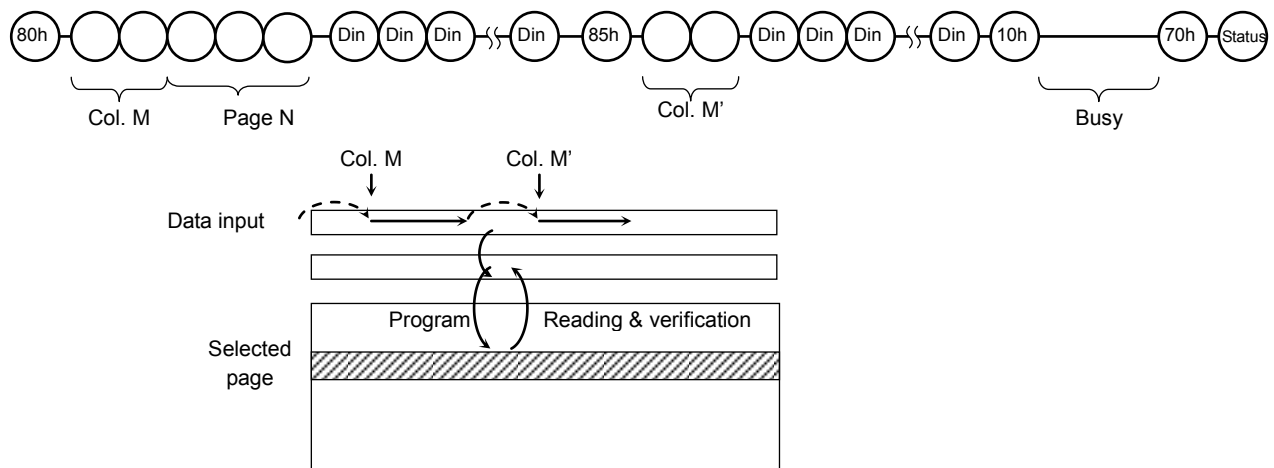 80h Din Din Din Din 85h Din Din Din Din 10h 70h Status
Col. M Page N Col. M’ Busy
Col. M Col. M’
Data input
Program Reading & verification
Selected
page